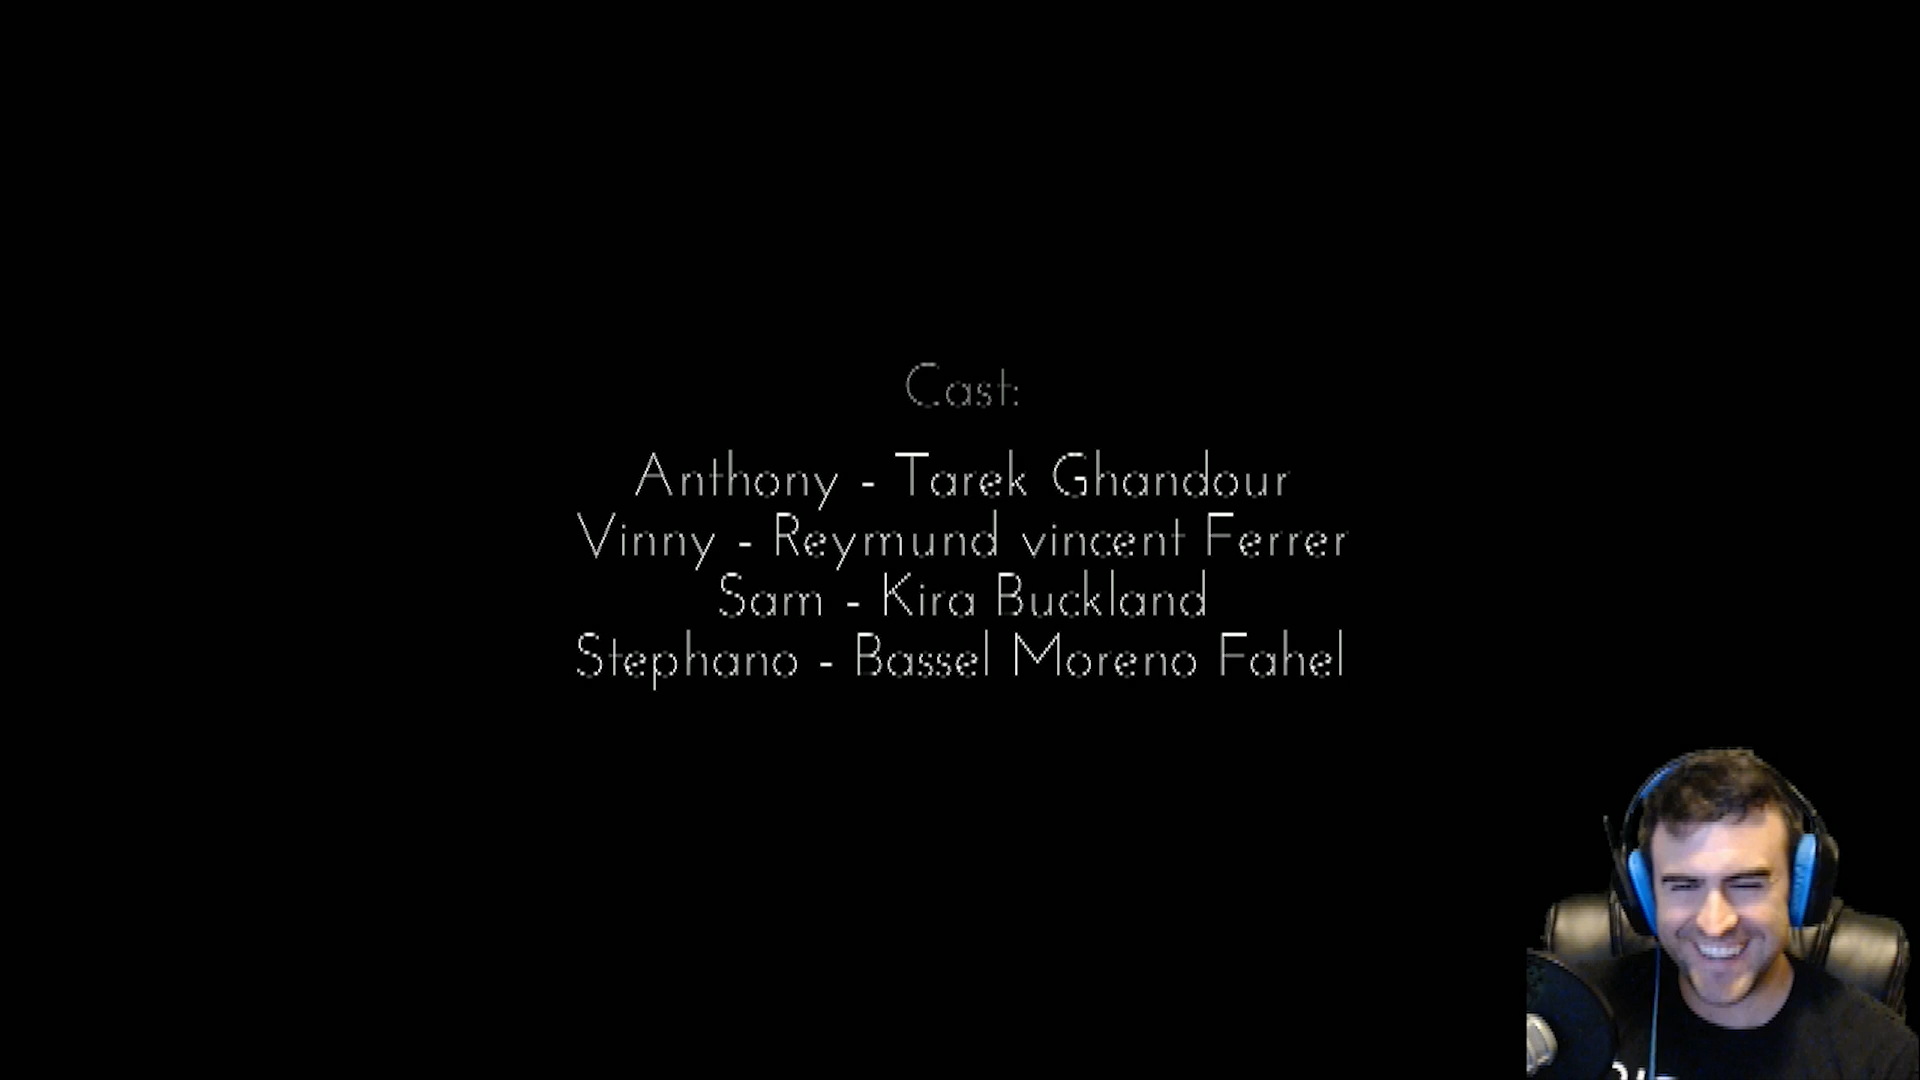 Cast:
Anthony - Tarek Ghandour
Vinny - Reymund vincent Ferrer
Sam - Kira Buckland
Stephano - Bassel Moreno Fahel